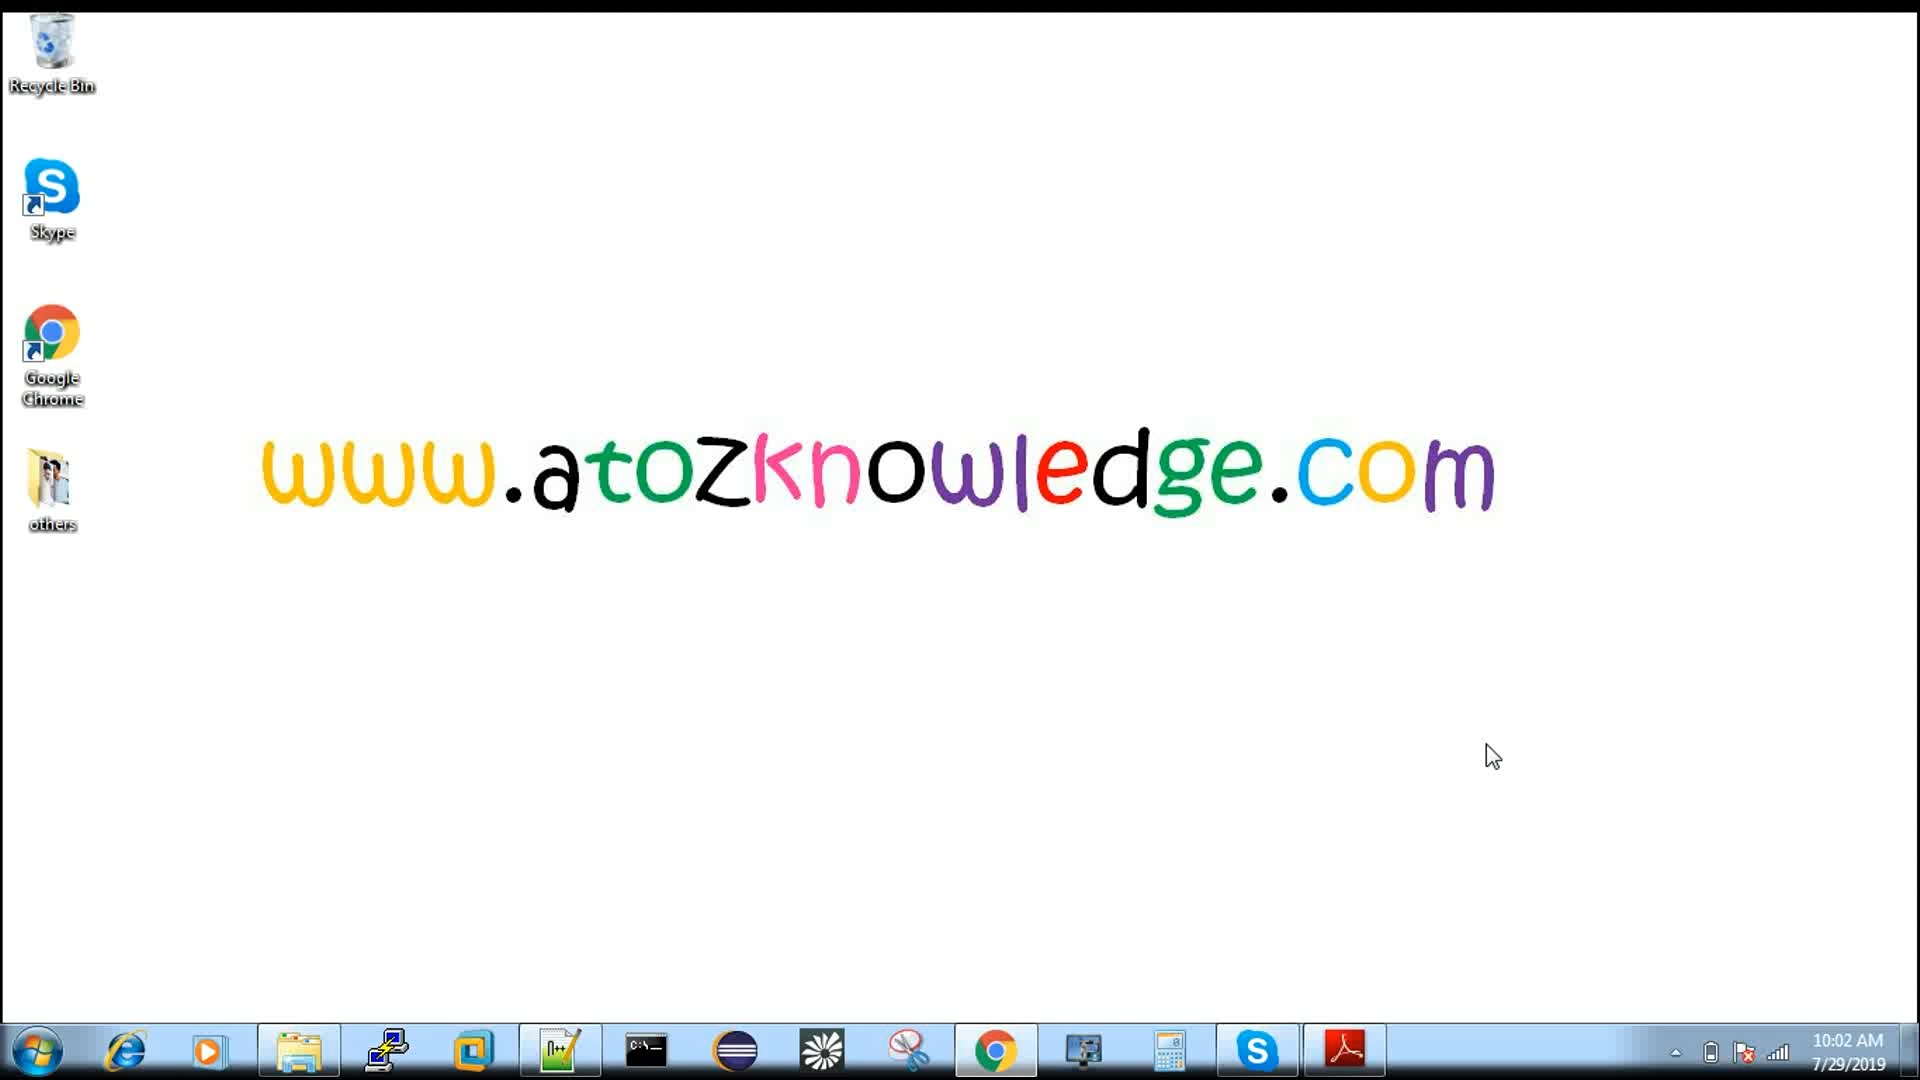 Recycle Bin
Skype
Google
Chrome
others
www.atozknowledge.com
10:02 AM
7/29/2019